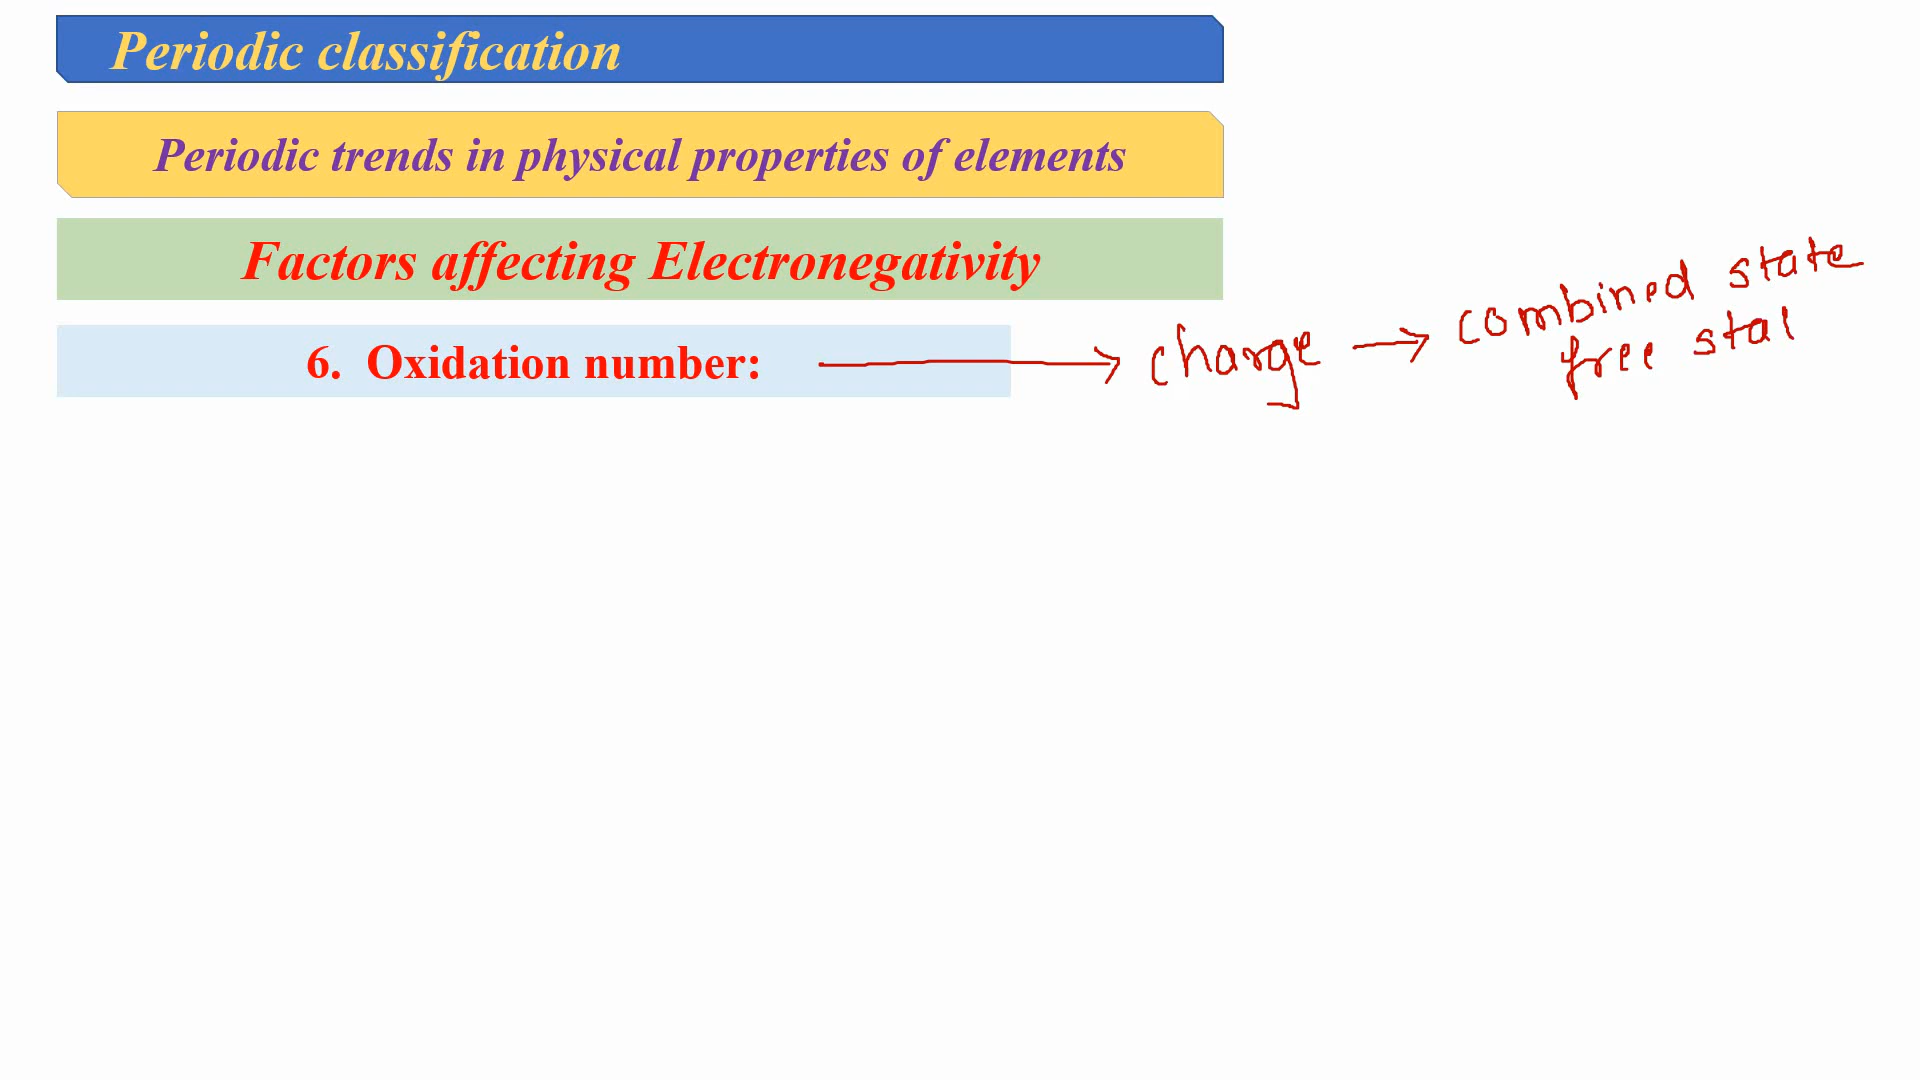 Periodic classification
Periodic trends in physical properties of elements
Factors affecting Electronegativity
6. Oxidation number: → charge → combined state
free stat